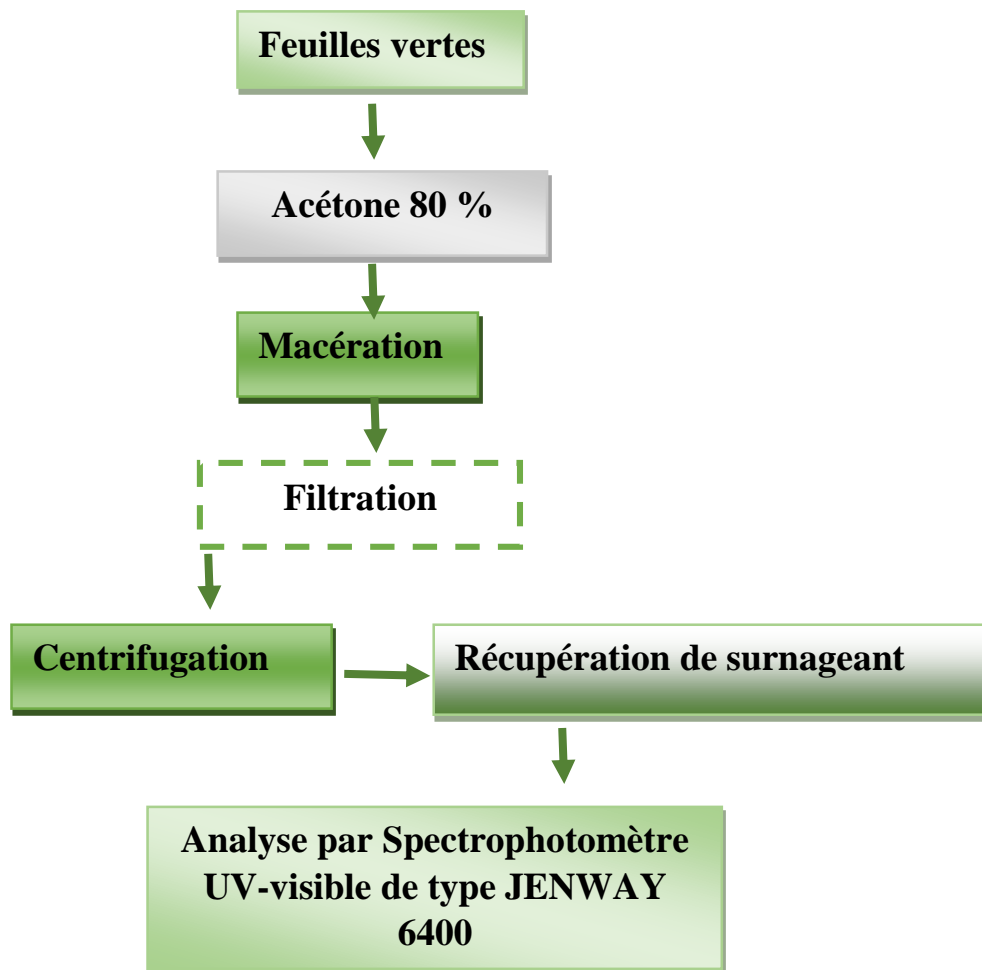 Feuilles vertes
Acétone 80 %
Macération
Filtration
Centrifugation
Récupération de surnageant
Analyse par Spectrophotomètre
UV-visible de type JENWAY
6400